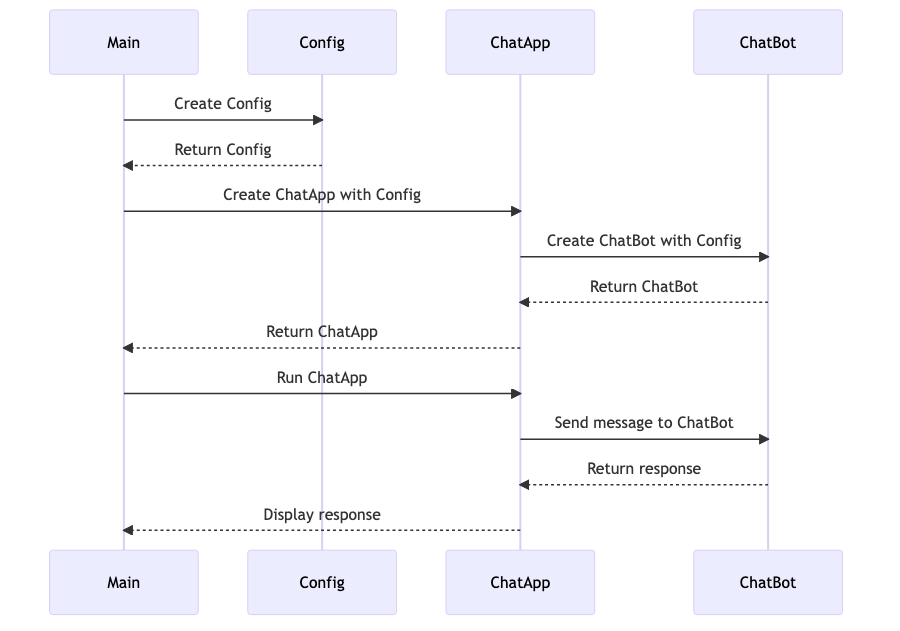 Main
Config
ChatApp
ChatBot
Create Config
Return Config
Create ChatApp with Config
Create ChatBot with Config
Return ChatBot
Return ChatApp
Run ChatApp
Send message to ChatBot
Return response
Display response
Main
Config
ChatApp
ChatBot